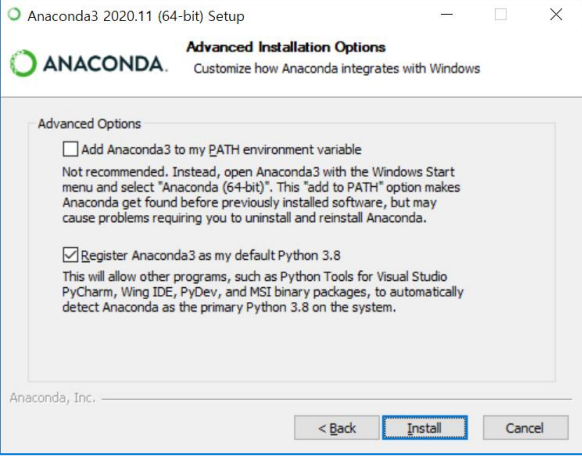 Anaconda3 2020.11 (64-bit) Setup
ANACONDA.
Advanced Installation Options
Customize how Anaconda integrates with Windows
Advanced Options
Add Anaconda3 to my PATH environment variable
Not recommended. Instead, open Anaconda3 with the Windows Start
menu and select "Anaconda (64-bit)". This "add to PATH" option makes
Anaconda get found before previously installed software, but may
cause problems requiring you to uninstall and reinstall Anaconda.
Register Anaconda3 as my default Python 3.8
This will allow other programs, such as Python Tools for Visual Studio
PyCharm, Wing IDE, PyDev, and MSI binary packages, to automatically
detect Anaconda as the primary Python 3.8 on the system.
Anaconda, Inc.
< Back
Install
Cancel